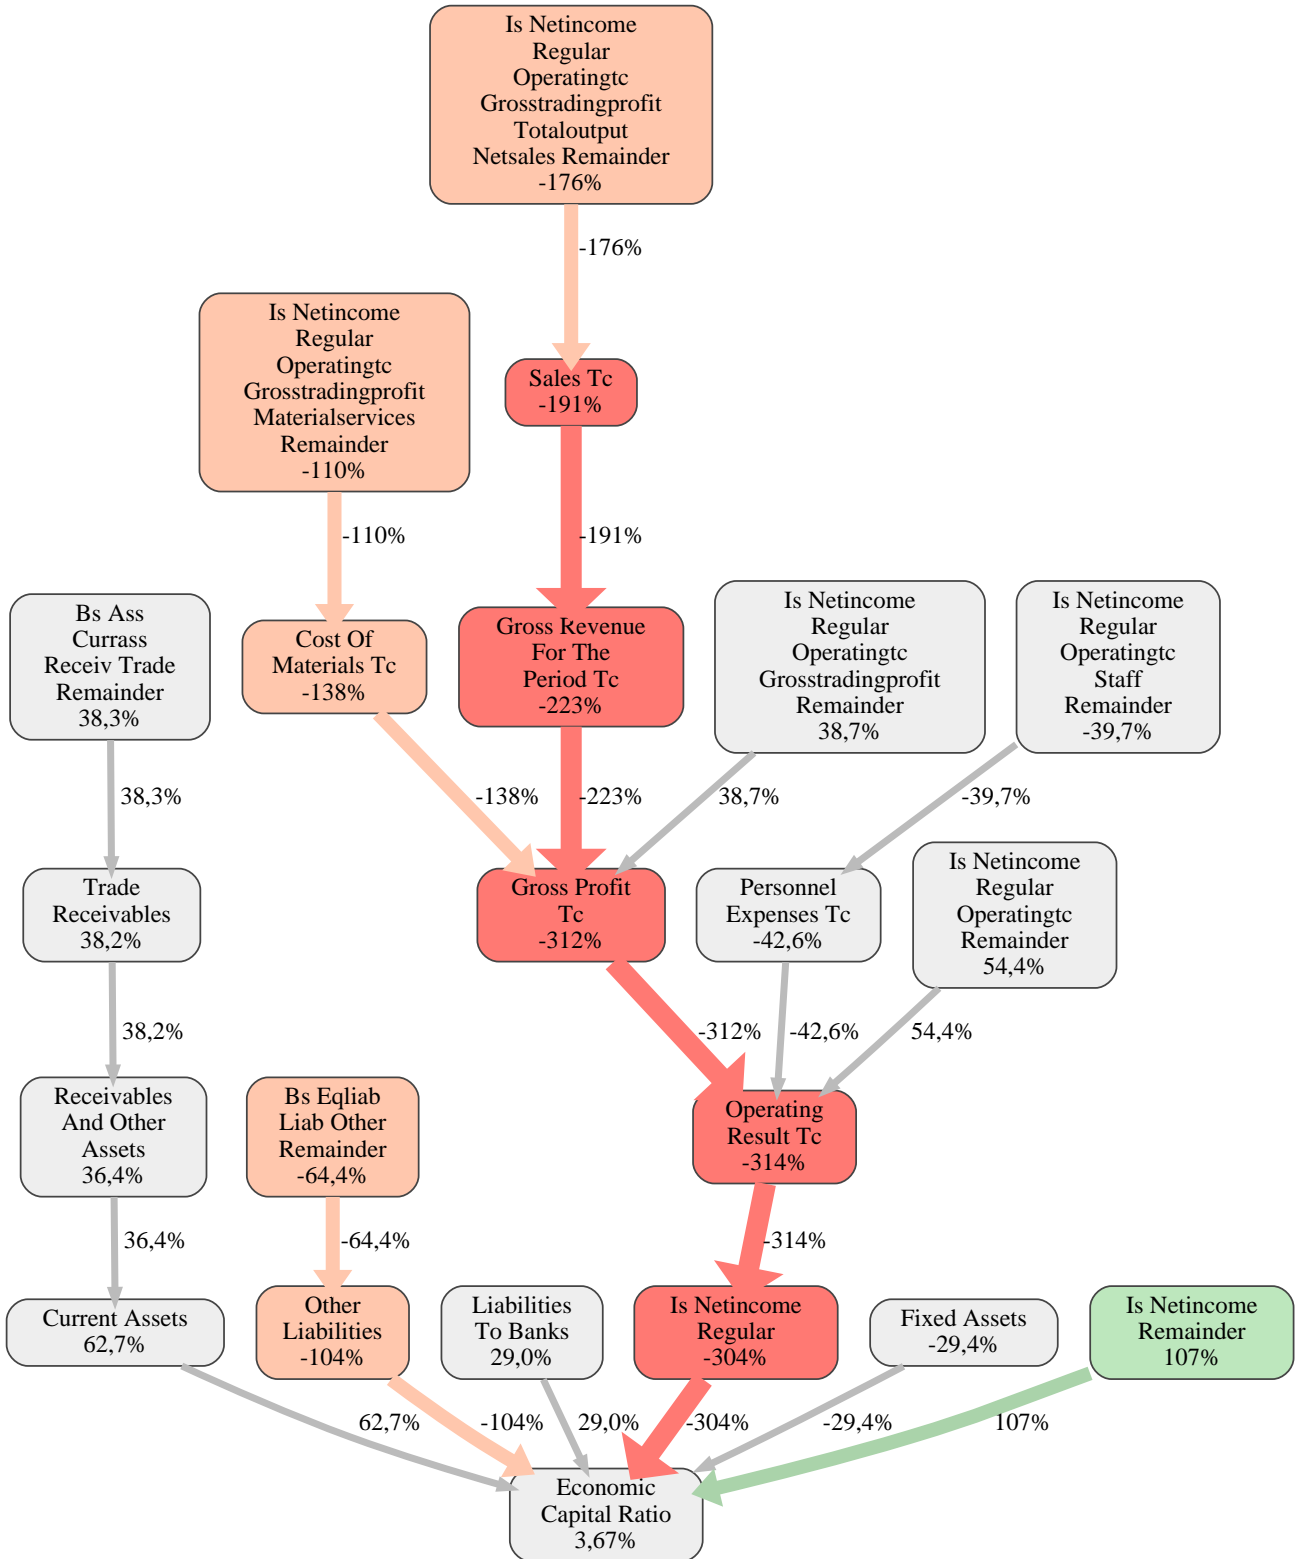 Is Netincome
Regular
Operatingtc
Grosstradingprofit
Totaloutput
Netsales Remainder
-176%
-176%
Is Netincome
Regular
Operatingtc
Grosstradingprofit
Materialservices
Remainder
-110%
Sales Tc
-191%
-110%
-191%
Bs Ass
Currass
Receiv Trade
Remainder
38,3%
Cost Of
Materials Tc
-138%
Gross Revenue
For The
Period Tc
-223%
Is Netincome
Regular
Operatingtc
Grosstradingprofit
Remainder
38,7%
Is Netincome
Regular
Operatingtc
Staff
Remainder
-39,7%
38,3%
-138%
-223%
38,7%
-39,7%
Trade
Receivables
38,2%
Gross Profit
Tc
-312%
Personnel
Expenses Tc
-42,6%
Is Netincome
Regular
Operatingtc
Remainder
54,4%
38,2%
-312%
-42,6%
54,4%
Receivables
And Other
Assets
36,4%
Bs Eqliab
Liab Other
Remainder
-64,4%
Operating
Result Tc
-314%
36,4%
-64,4%
-314%
Current Assets
62,7%
Other
Liabilities
-104%
Liabilities
To Banks
29,0%
Is Netincome
Regular
-304%
Fixed Assets
-29,4%
Is Netincome
Remainder
107%
62,7%
-104%
29,0%
-304%
-29,4%
107%
Economic
Capital Ratio
3,67%